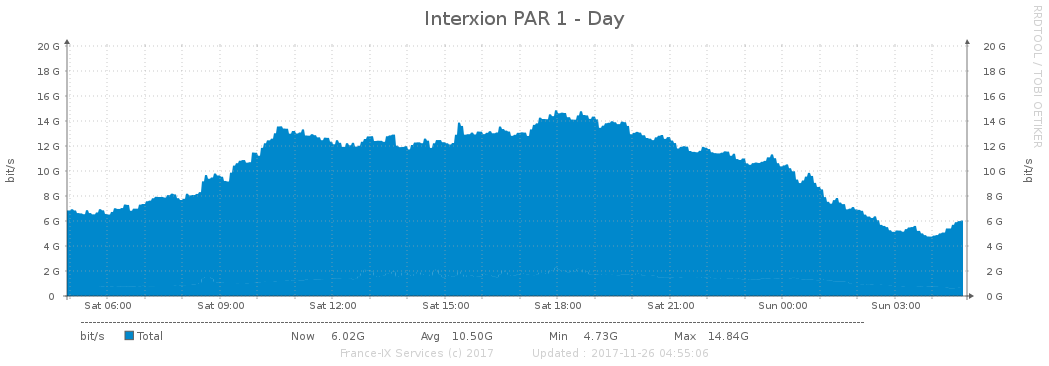 Interxion PAR 1 - Day
RRDTOOL / TOBI OETIKER
bit/s
20 G
18 G
16 G
14 G
12 G
10 G
8 G
6 G
4 G
2 G
0
20 G
18 G
16 G
14 G
12 G
10 G
8 G
6 G
4 G
2 G
0 G
bit/s
Sat 06:00 Sat 09:00 Sat 12:00 Sat 15:00 Sat 18:00 Sat 21:00 Sun 00:00 Sun 03:00
bit/s Total Now 6.02G Avg 10.50G Min 4.73G Max 14.84G
France-IX Services (c) 2017 Updated : 2017-11-26 04:55:06